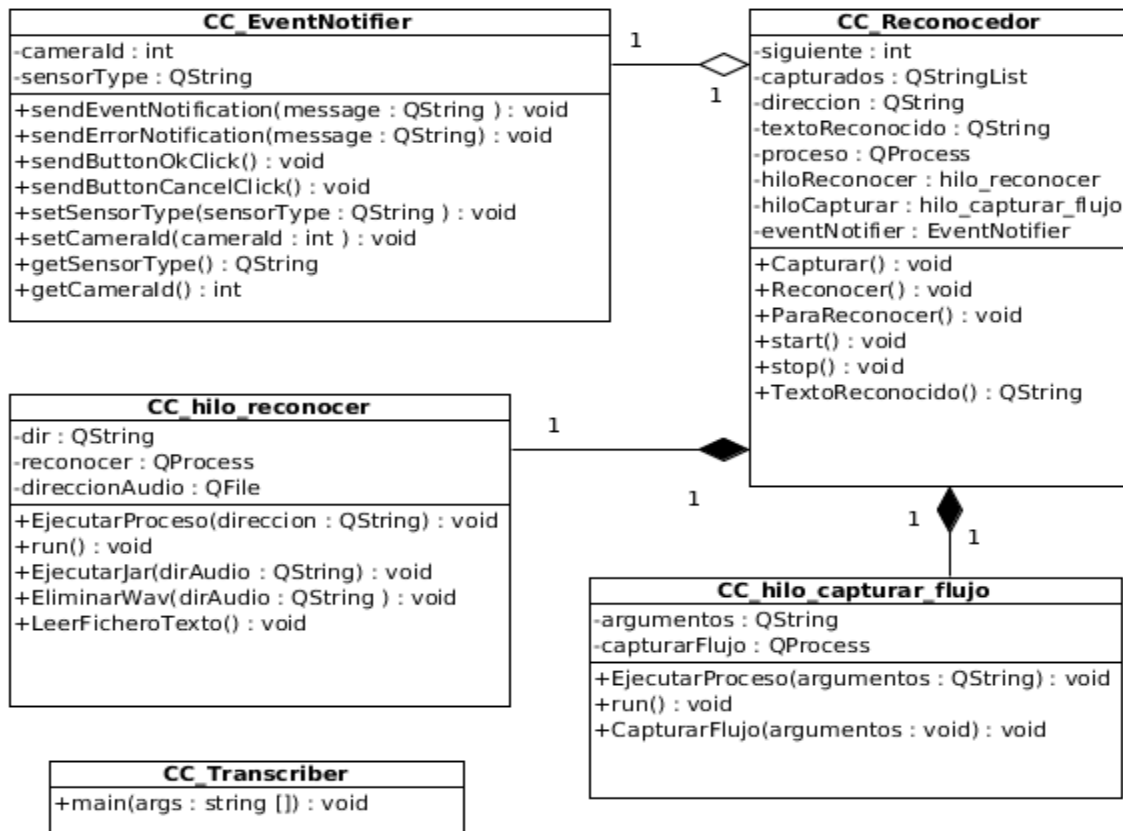 CC_EventNotifier
-cameraId : int
-sensorType : QString
+sendEventNotification(message : QString ) : void
+sendErrorNotification(message : QString) : void
+sendButtonOkClick() : void
+sendButtonCancelClick() : void
+setSensorType(sensorType : QString ) : void
+setCameraId(cameraId : int ) : void
+getSensorType() : QString
+getCameraId() : int
1
1
CC_Reconocedor
-siguiente : int
-capturados : QStringList
-direccion : QString
-textoReconocido : QString
-proceso : QProcess
-hiloReconocer : hilo_reconocer
-hiloCapturar : hilo_capturar_flujo
-eventNotifier : EventNotifier
+Capturar() : void
+Reconocer() : void
+ParaReconocer() : void
+start() : void
+stop() : void
+TextoReconocido() : QString
CC_hilo_reconocer
-dir : QString
-reconocer : QProcess
-direccionAudio : QFile
+EjecutarProceso(direccion : QString) : void
+run() : void
+EjecutarJar(dirAudio : QString) : void
+EliminarWav(dirAudio : QString ) : void
+LeerFicheroTexto() : void
1
1
1
1
CC_hilo_capturar_flujo
-argumentos : QString
-capturarFlujo : QProcess
+EjecutarProceso(argumentos : QString) : void
+run() : void
+CapturarFlujo(argumentos : void) : void
CC_Transcriber
+main(args : string []) : void